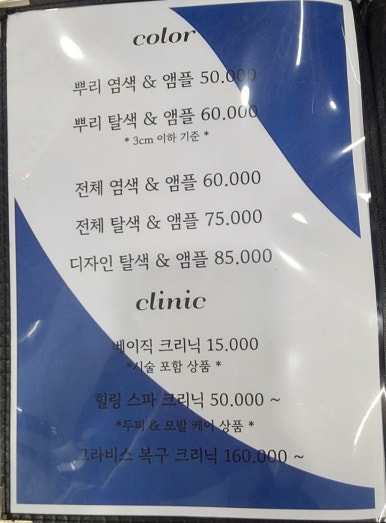 color
뿌리 염색 & 앰플 50.000
뿌리 탈색 & 앰플 60.000
* 3cm 이하 기준 *
전체 염색 & 앰플 60.000
전체 탈색 & 앰플 75.000
디자인 탈색 & 앰플 85.000
clinic
베이직 크리닉 15.000
*시술 포함 상품 *
힐링 스파 크리닉 50.000 ~
*두피 & 모발 케어 상품 *
그라비스 복구 크리닉 160.000 ~